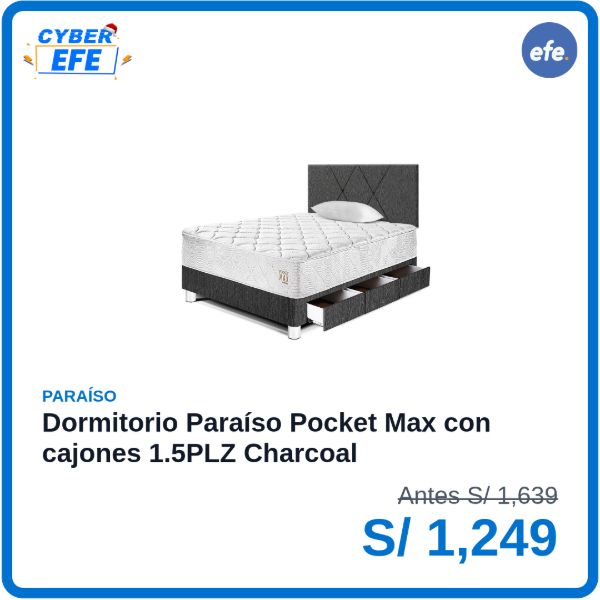 CYBER
EFE
efe.
PARAÍSO
Dormitorio Paraíso Pocket Max con
cajones 1.5PLZ Charcoal
Antes S/ 1,639
S/ 1,249